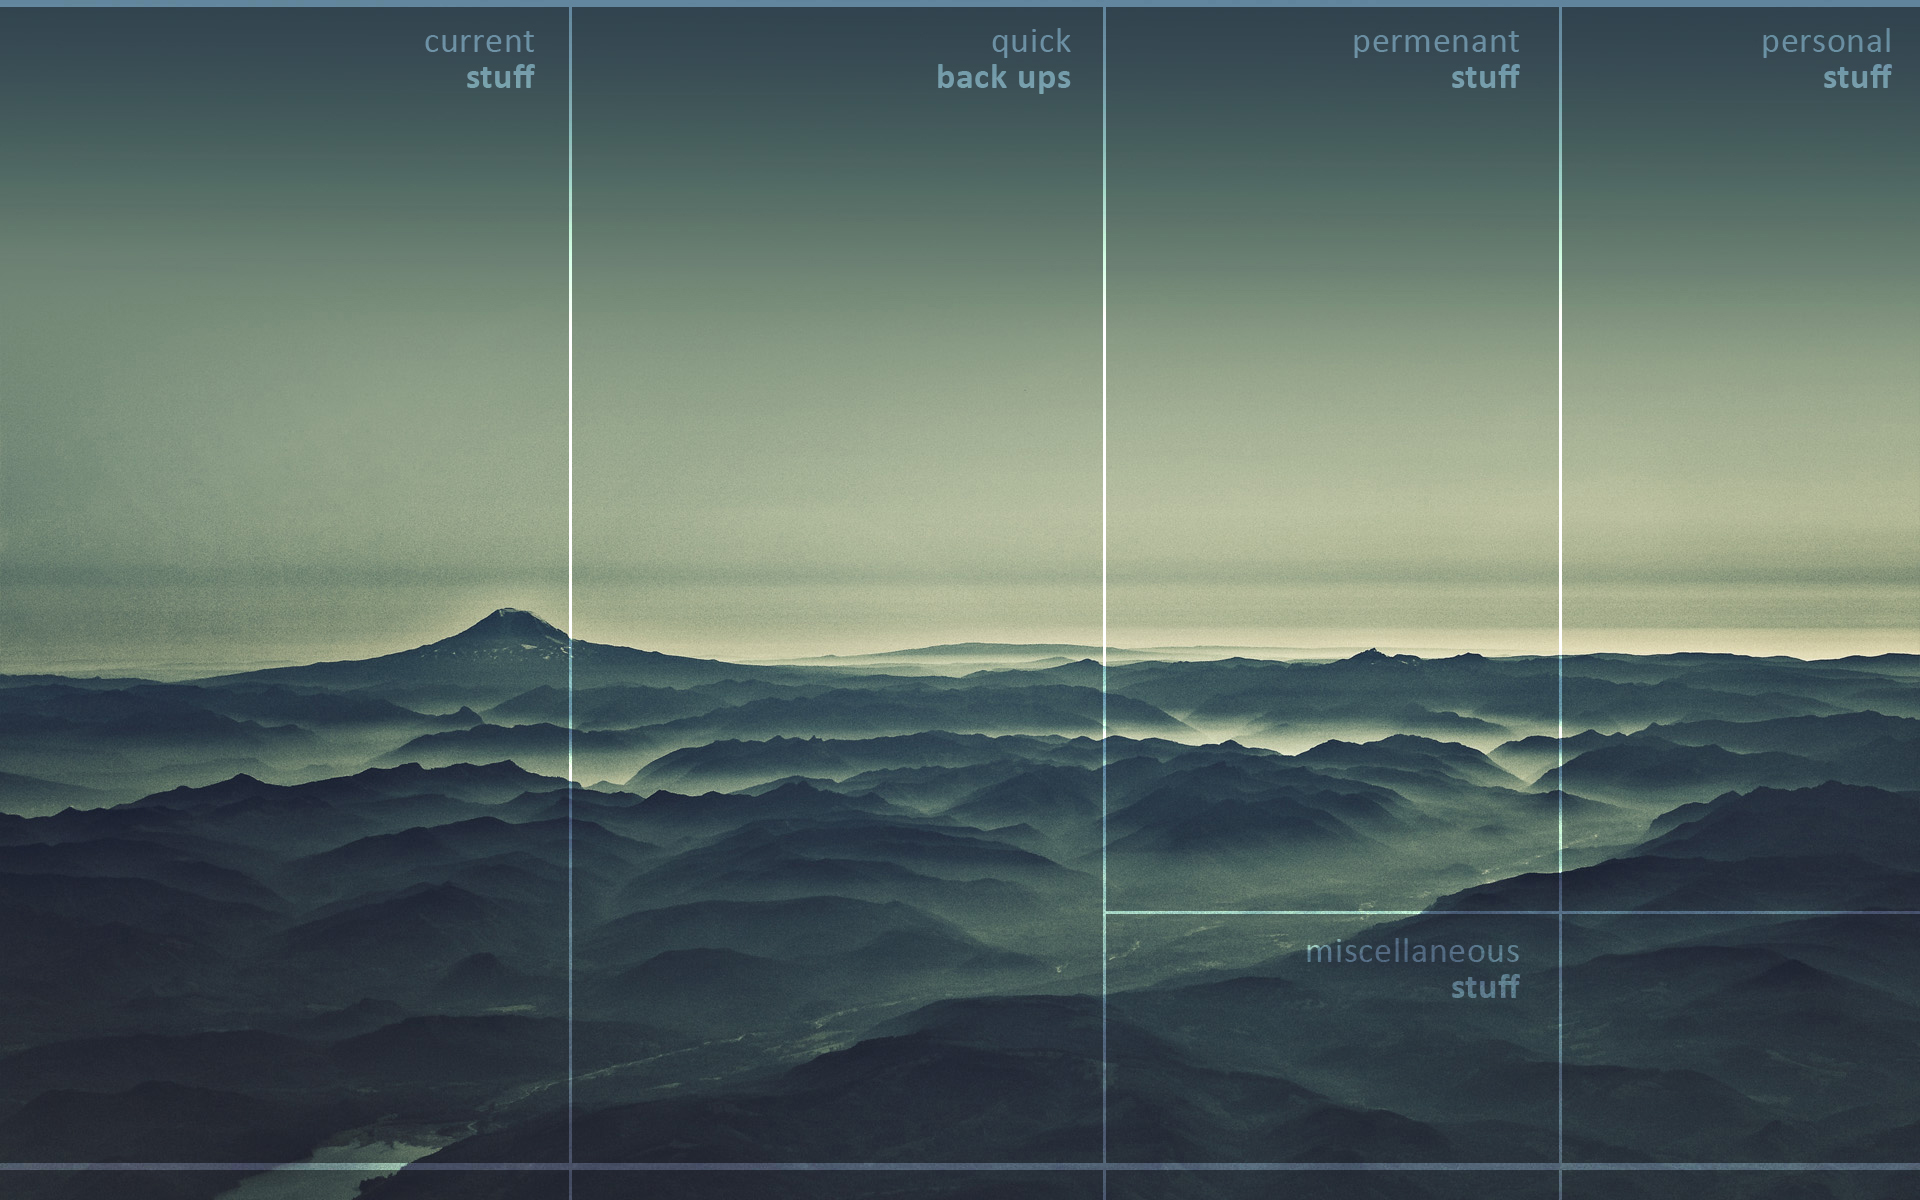 current
stuff
quick
back ups
permenant
stuff
personal
stuff
miscellaneous
stuff